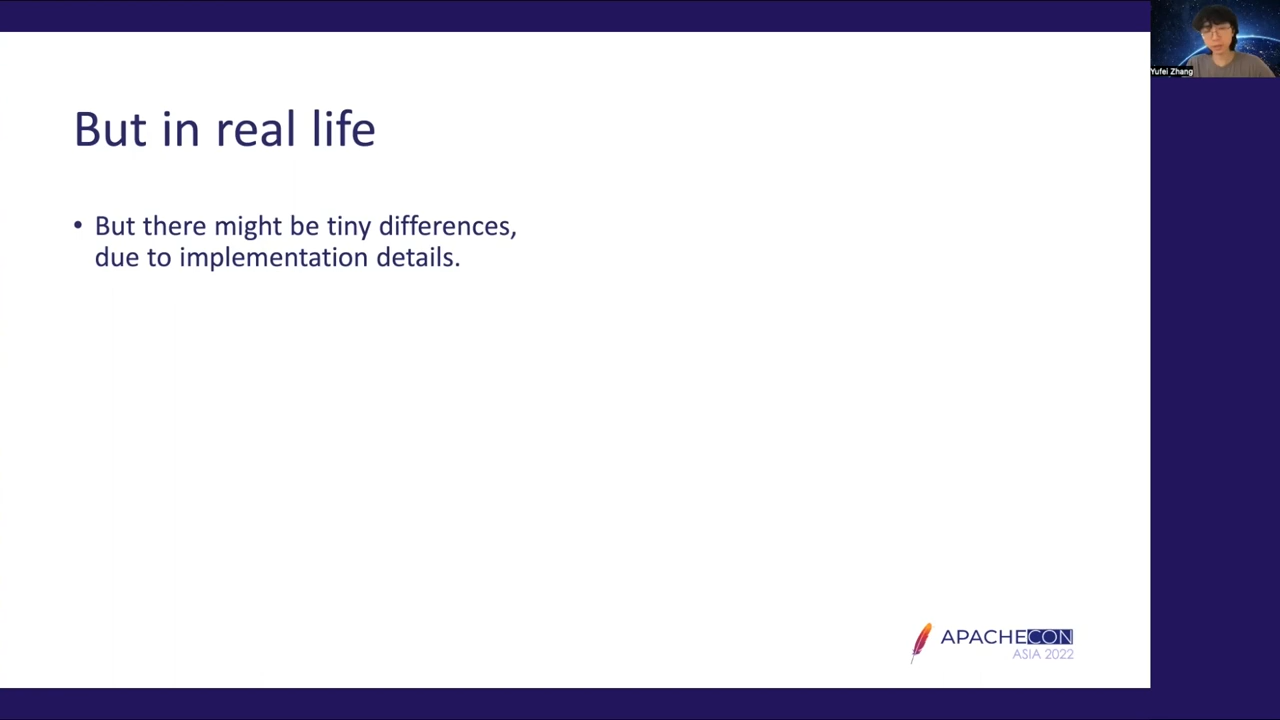 But in real life
• But there might be tiny differences,
due to implementation details.
Yufei Zhang
APACHECON
ASIA 2022